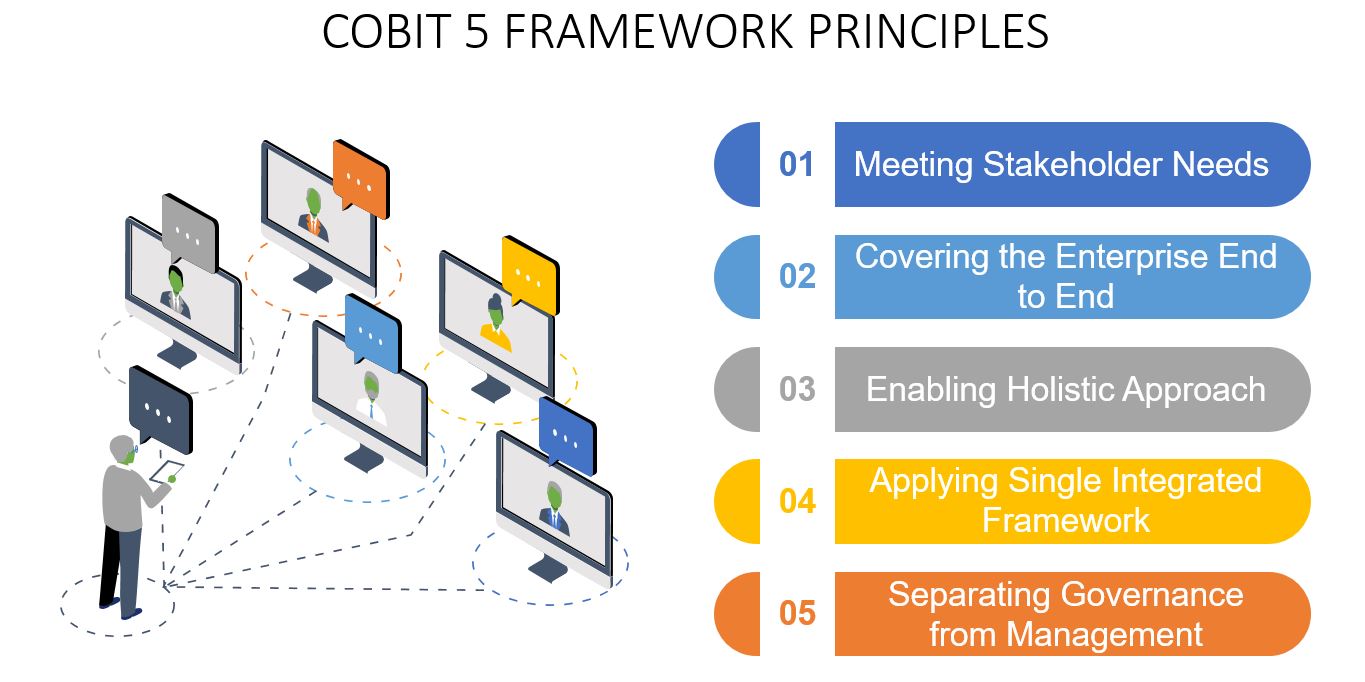 COBIT 5 FRAMEWORK PRINCIPLES
01 Meeting Stakeholder Needs
02 Covering the Enterprise End
to End
03 Enabling Holistic Approach
04 Applying Single Integrated
Framework
05 Separating Governance
from Management